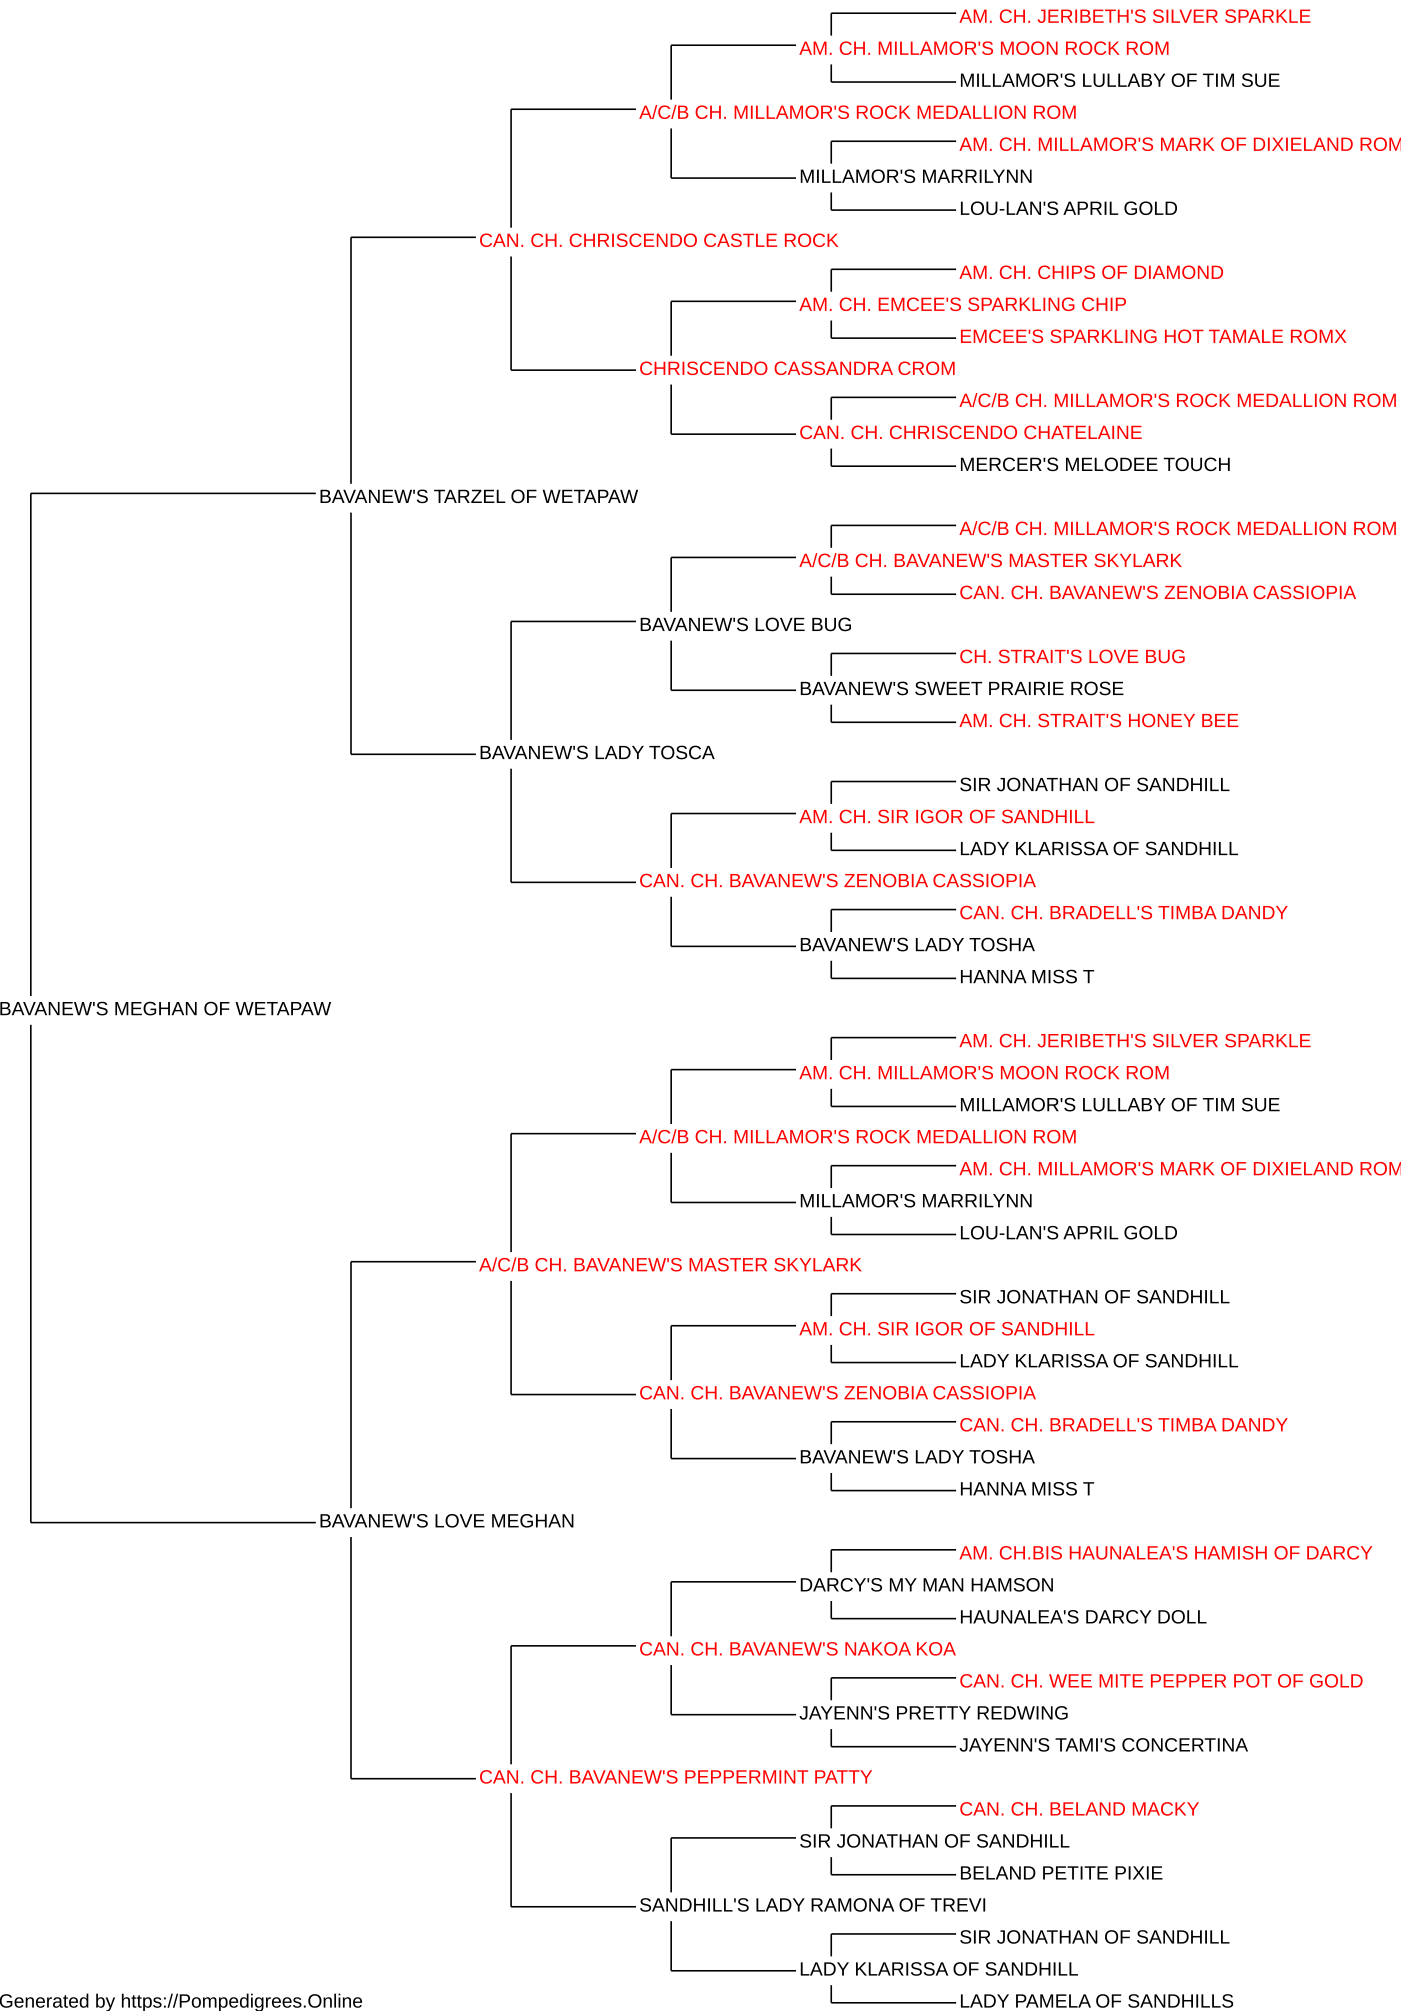 AM. CH. JERIBETH'S SILVER SPARKLE
AM. CH. MILLAMOR'S MOON ROCK ROM
MILLAMOR'S LULLABY OF TIM SUE
A/C/B CH. MILLAMOR'S ROCK MEDALLION ROM
AM. CH. MILLAMOR'S MARK OF DIXIELAND ROM
MILLAMOR'S MARRILYNN
LOU-LAN'S APRIL GOLD
CAN. CH. CHRISCENDO CASTLE ROCK
AM. CH. CHIPS OF DIAMOND
AM. CH. EMCEE'S SPARKLING CHIP
EMCEE'S SPARKLING HOT TAMALE ROMX
CHRISCENDO CASSANDRA CROM
A/C/B CH. MILLAMOR'S ROCK MEDALLION ROM
CAN. CH. CHRISCENDO CHATELAINE
MERCER'S MELODEE TOUCH
BAVANEW'S TARZEL OF WETAPAW
A/C/B CH. MILLAMOR'S ROCK MEDALLION ROM
A/C/B CH. BAVANEW'S MASTER SKYLARK
CAN. CH. BAVANEW'S ZENOBIA CASSIOPIA
BAVANEW'S LOVE BUG
CH. STRAIT'S LOVE BUG
BAVANEW'S SWEET PRAIRIE ROSE
AM. CH. STRAIT'S HONEY BEE
BAVANEW'S LADY TOSCA
SIR JONATHAN OF SANDHILL
AM. CH. SIR IGOR OF SANDHILL
LADY KLARISSA OF SANDHILL
CAN. CH. BAVANEW'S ZENOBIA CASSIOPIA
CAN. CH. BRADELL'S TIMBA DANDY
BAVANEW'S LADY TOSHA
HANNA MISS T
BAVANEW'S MEGHAN OF WETAPAW
AM. CH. JERIBETH'S SILVER SPARKLE
AM. CH. MILLAMOR'S MOON ROCK ROM
MILLAMOR'S LULLABY OF TIM SUE
A/C/B CH. MILLAMOR'S ROCK MEDALLION ROM
AM. CH. MILLAMOR'S MARK OF DIXIELAND ROM
MILLAMOR'S MARRILYNN
LOU-LAN'S APRIL GOLD
A/C/B CH. BAVANEW'S MASTER SKYLARK
SIR JONATHAN OF SANDHILL
AM. CH. SIR IGOR OF SANDHILL
LADY KLARISSA OF SANDHILL
CAN. CH. BAVANEW'S ZENOBIA CASSIOPIA
CAN. CH. BRADELL'S TIMBA DANDY
BAVANEW'S LADY TOSHA
HANNA MISS T
BAVANEW'S LOVE MEGHAN
AM. CH.BIS HAUNALEA'S HAMISH OF DARCY
DARCY'S MY MAN HAMSON
HAUNALEA'S DARCY DOLL
CAN. CH. BAVANEW'S NAKOA KOA
CAN. CH. WEE MITE PEPPER POT OF GOLD
JAYENN'S PRETTY REDWING
JAYENN'S TAMI'S CONCERTINA
CAN. CH. BAVANEW'S PEPPERMINT PATTY
CAN. CH. BELAND MACKY
SIR JONATHAN OF SANDHILL
BELAND PETITE PIXIE
SANDHILL'S LADY RAMONA OF TREVI
SIR JONATHAN OF SANDHILL
LADY KLARISSA OF SANDHILL
LADY PAMELA OF SANDHILLS
Generated by https://Pompedigrees.Online